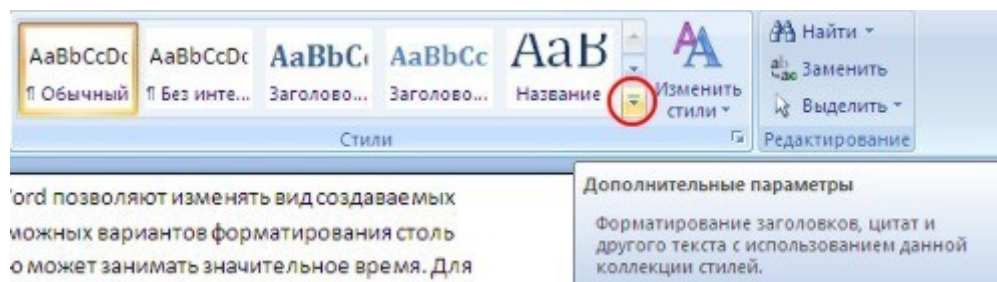 AaBbCcDc AaBbCcDc AaBbC AaBbCc АаВ
¶ Обычный ¶ Без инте... Заголово... Заголово... Название
Изменить стили
Стили
Найти
Заменить
Выделить
Редактирование
ord позволяют изменять вид создаваемых
можных вариантов форматирования столь
о может занимать значительное время. Для
Дополнительные параметры
Форматирование заголовков, цитат и
другого текста с использованием данной
коллекции стилей.